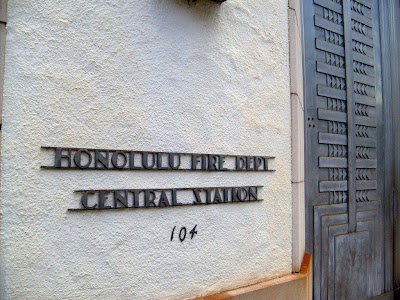 HONOLULU FIRE DEPT
CENTRAL STATION
104